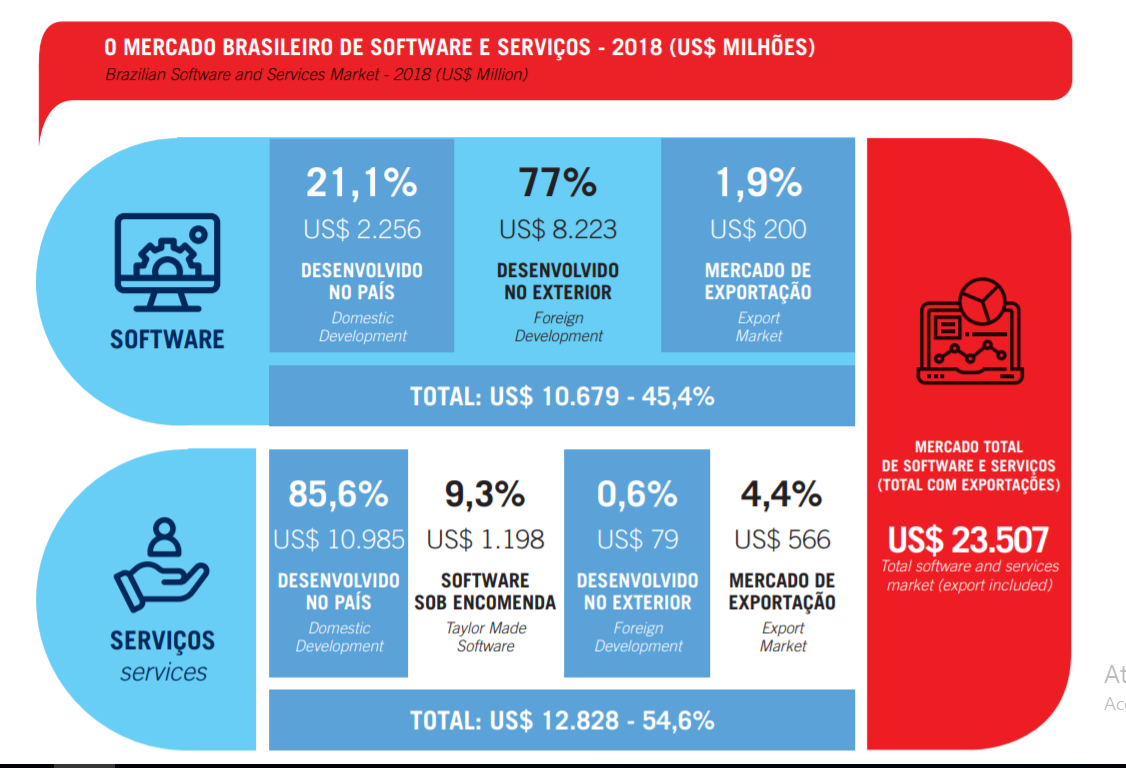 O MERCADO BRASILEIRO DE SOFTWARE E SERVIÇOS - 2018 (US$ MILHÕES)
Brazilian Software and Services Market - 2018 (US$ Million)
SOFTWARE
21,1%
US$ 2.256
DESENVOLVIDO
NO PAÍS
Domestic
Development
77%
US$ 8.223
DESENVOLVIDO
NO EXTERIOR
Foreign
Development
1,9%
US$ 200
MERCADO DE
EXPORTAÇÃO
Export
Market
TOTAL: US$ 10.679 - 45,4%
SERVIÇOS
services
85,6%
US$ 10.985
DESENVOLVIDO
NO PAÍS
Domestic
Development
9,3%
US$ 1.198
SOFTWARE
SOB ENCOMENDA
Taylor Made
Software
0,6%
US$ 79
DESENVOLVIDO
NO EXTERIOR
Foreign
Development
4,4%
US$ 566
MERCADO DE
EXPORTAÇÃO
Export
Market
TOTAL: US$ 12.828 - 54,6%
MERCADO TOTAL
DE SOFTWARE E SERVIÇOS
(TOTAL COM EXPORTAÇÕES)
US$ 23.507
Total software and services
market (export included)